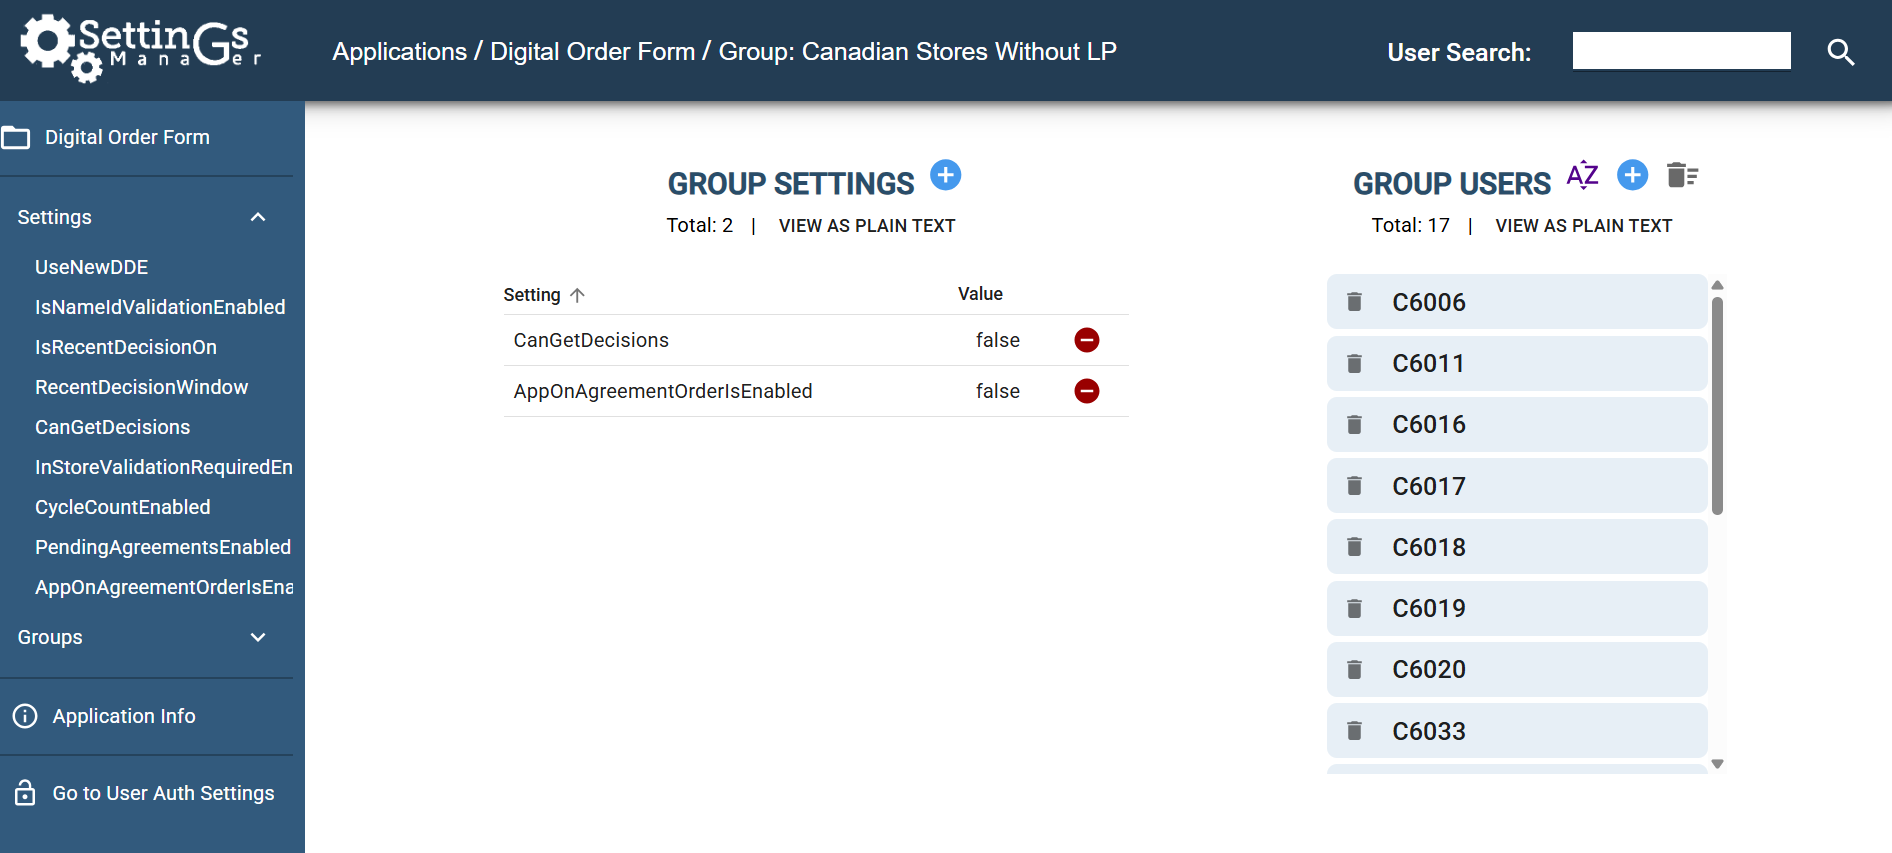 SettinGs
ManaGer
Applications / Digital Order Form / Group: Canadian Stores Without LP
User Search:
Digital Order Form
Settings
UseNewDDE
IsNameIdValidationEnabled
IsRecentDecisionOn
RecentDecisionWindow
CanGetDecisions
InStoreValidationRequiredEn
CycleCountEnabled
PendingAgreementsEnabled
AppOnAgreementOrderIsEna
Groups
Application Info
Go to User Auth Settings
GROUP SETTINGS
Total: 2 | VIEW AS PLAIN TEXT
Setting Value
CanGetDecisions false
AppOnAgreementOrderIsEnabled false
GROUP USERS AZ
Total: 17 | VIEW AS PLAIN TEXT
C6006
C6011
C6016
C6017
C6018
C6019
C6020
C6033